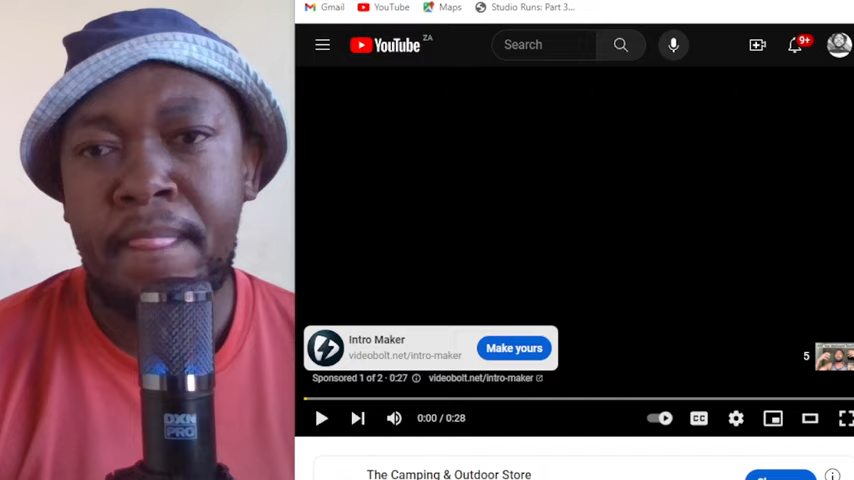 Gmail YouTube Maps Studio Runs: Part 3...
YouTube ZA
Search
9+
Intro Maker
videobolt.net/intro-maker
Make yours
5
Sponsored 1 of 2 · 0:27 videobolt.net/intro-maker
0:00 / 0:28
CC
The Camping & Outdoor Store
DXN
PRO